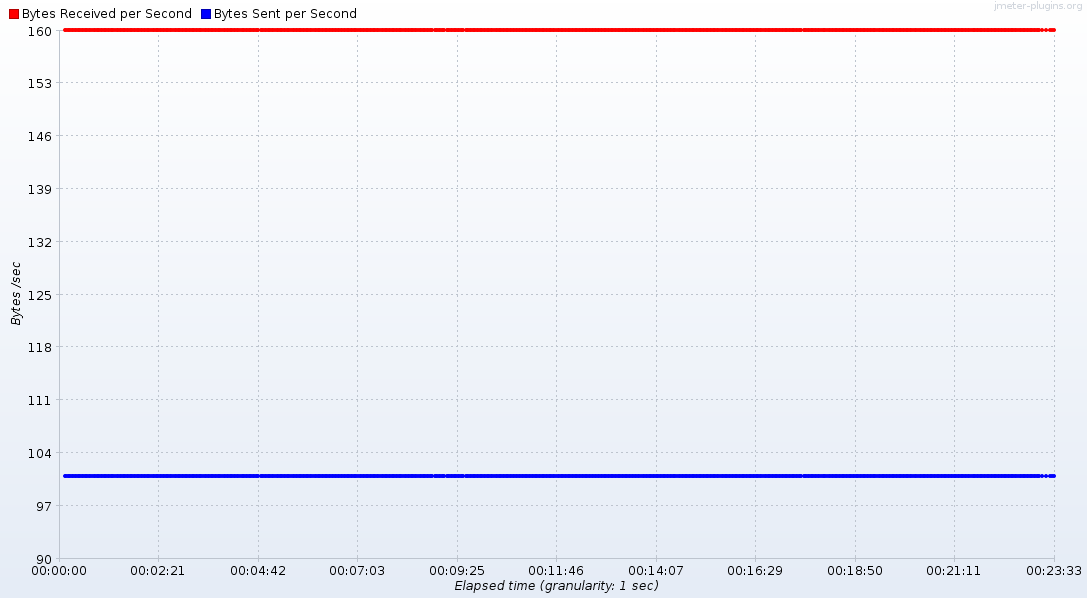 jmeter-plugins.org
Bytes Received per Second Bytes Sent per Second
160
153
146
139
132
125
118
111
104
97
90
Bytes /sec
00:00:00 00:02:21 00:04:42 00:07:03 00:09:25 00:11:46 00:14:07 00:16:29 00:18:50 00:21:11 00:23:33
Elapsed time (granularity: 1 sec)